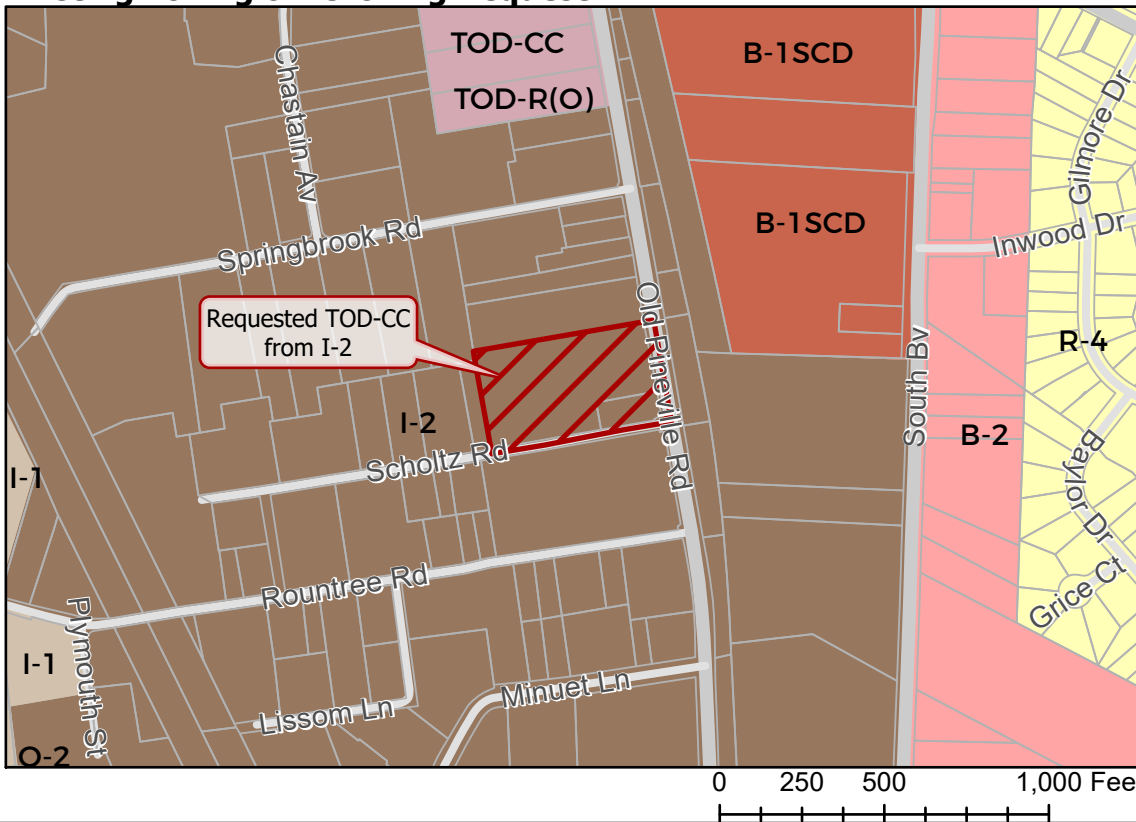 TOD-CC
B-1SCD
TOD-R(O)
Chastain Av
Gilmore Dr
Springbrook Rd
B-1SCD
Inwood Dr
Requested TOD-CC
from I-2
Old Pineville Rd
R-4
South Bv
I-2
B-2
Scholtz Rd
I-1
Baylor Dr
Rountree Rd
Grice Ct
Plymouth St
I-1
Minuet Ln
Lissom Ln
O-2
0 250 500 1,000 Fee